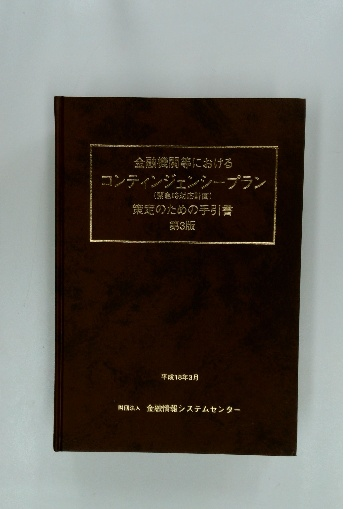 金融機関等における
コンティンジェンシープラン
（緊急時対応計画）
策定のための手引書
第3版
平成18年3月
財団法人 金融情報システムセンター